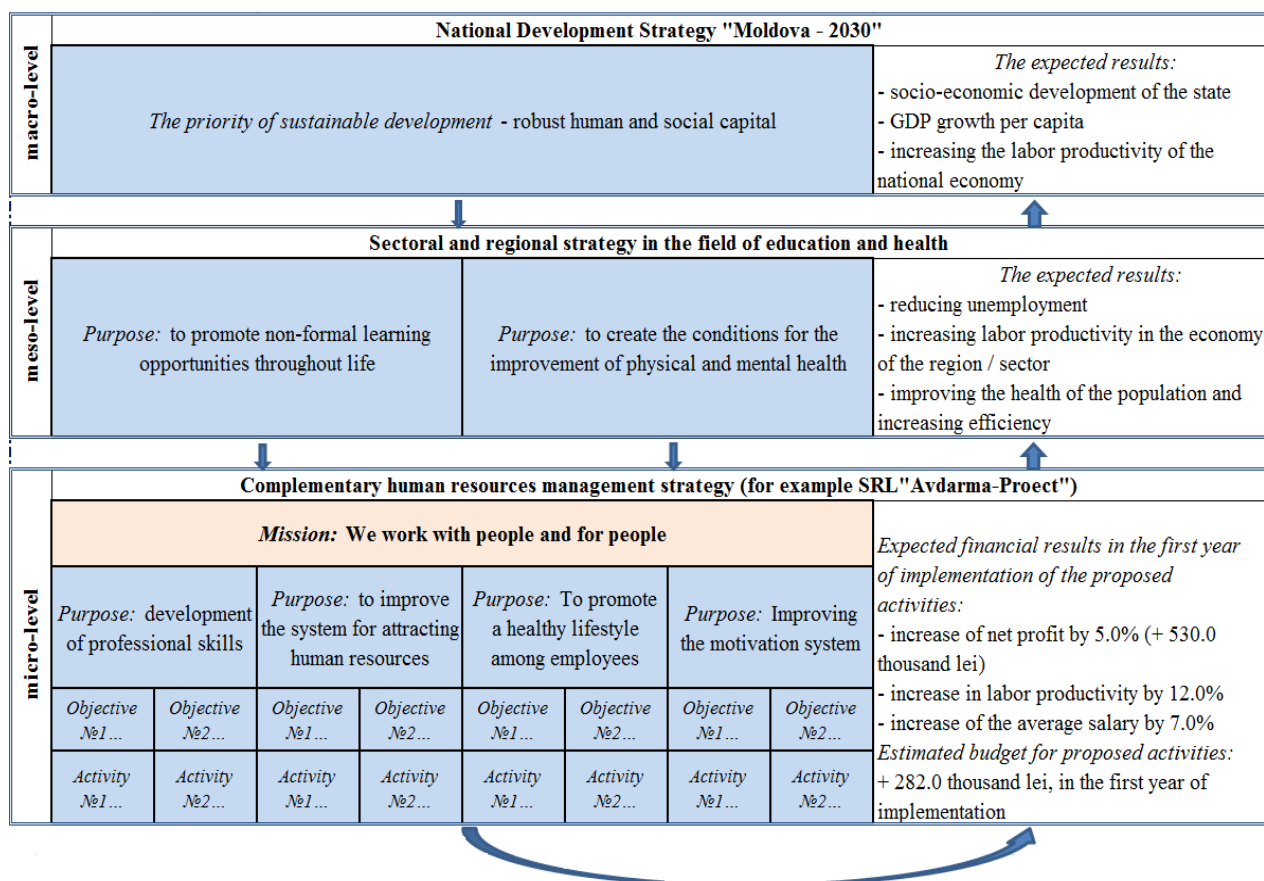 National Development Strategy "Moldova - 2030"
macro-level
The priority of sustainable development - robust human and social capital
The expected results:
- socio-economic development of the state
- GDP growth per capita
- increasing the labor productivity of the
national economy
Sectoral and regional strategy in the field of education and health
meso-level
Purpose: to promote non-formal learning
opportunities throughout life
Purpose: to create the conditions for the
improvement of physical and mental health
The expected results:
- reducing unemployment
- increasing labor productivity in the economy
of the region / sector
- improving the health of the population and
increasing efficiency
Complementary human resources management strategy (for example SRL"Avdarma-Proect")
micro-level
Mission: We work with people and for people
Purpose: development
of professional skills
Purpose: to improve
the system for attracting
human resources
Purpose: To promote
a healthy lifestyle
among employees
Purpose: Improving
the motivation system
Objective
№1...
Objective
№2...
Objective
№1...
Objective
№2...
Objective
№1...
Objective
№2...
Objective
№1...
Objective
№2...
Activity
№1...
Activity
№2...
Activity
№1...
Activity
№2...
Activity
№1...
Activity
№2...
Activity
№1...
Activity
№2...
Expected financial results in the first year
of implementation of the proposed
activities:
- increase of net profit by 5.0% (+ 530.0
thousand lei)
- increase in labor productivity by 12.0%
- increase of the average salary by 7.0%
Estimated budget for proposed activities:
+ 282.0 thousand lei, in the first year of
implementation